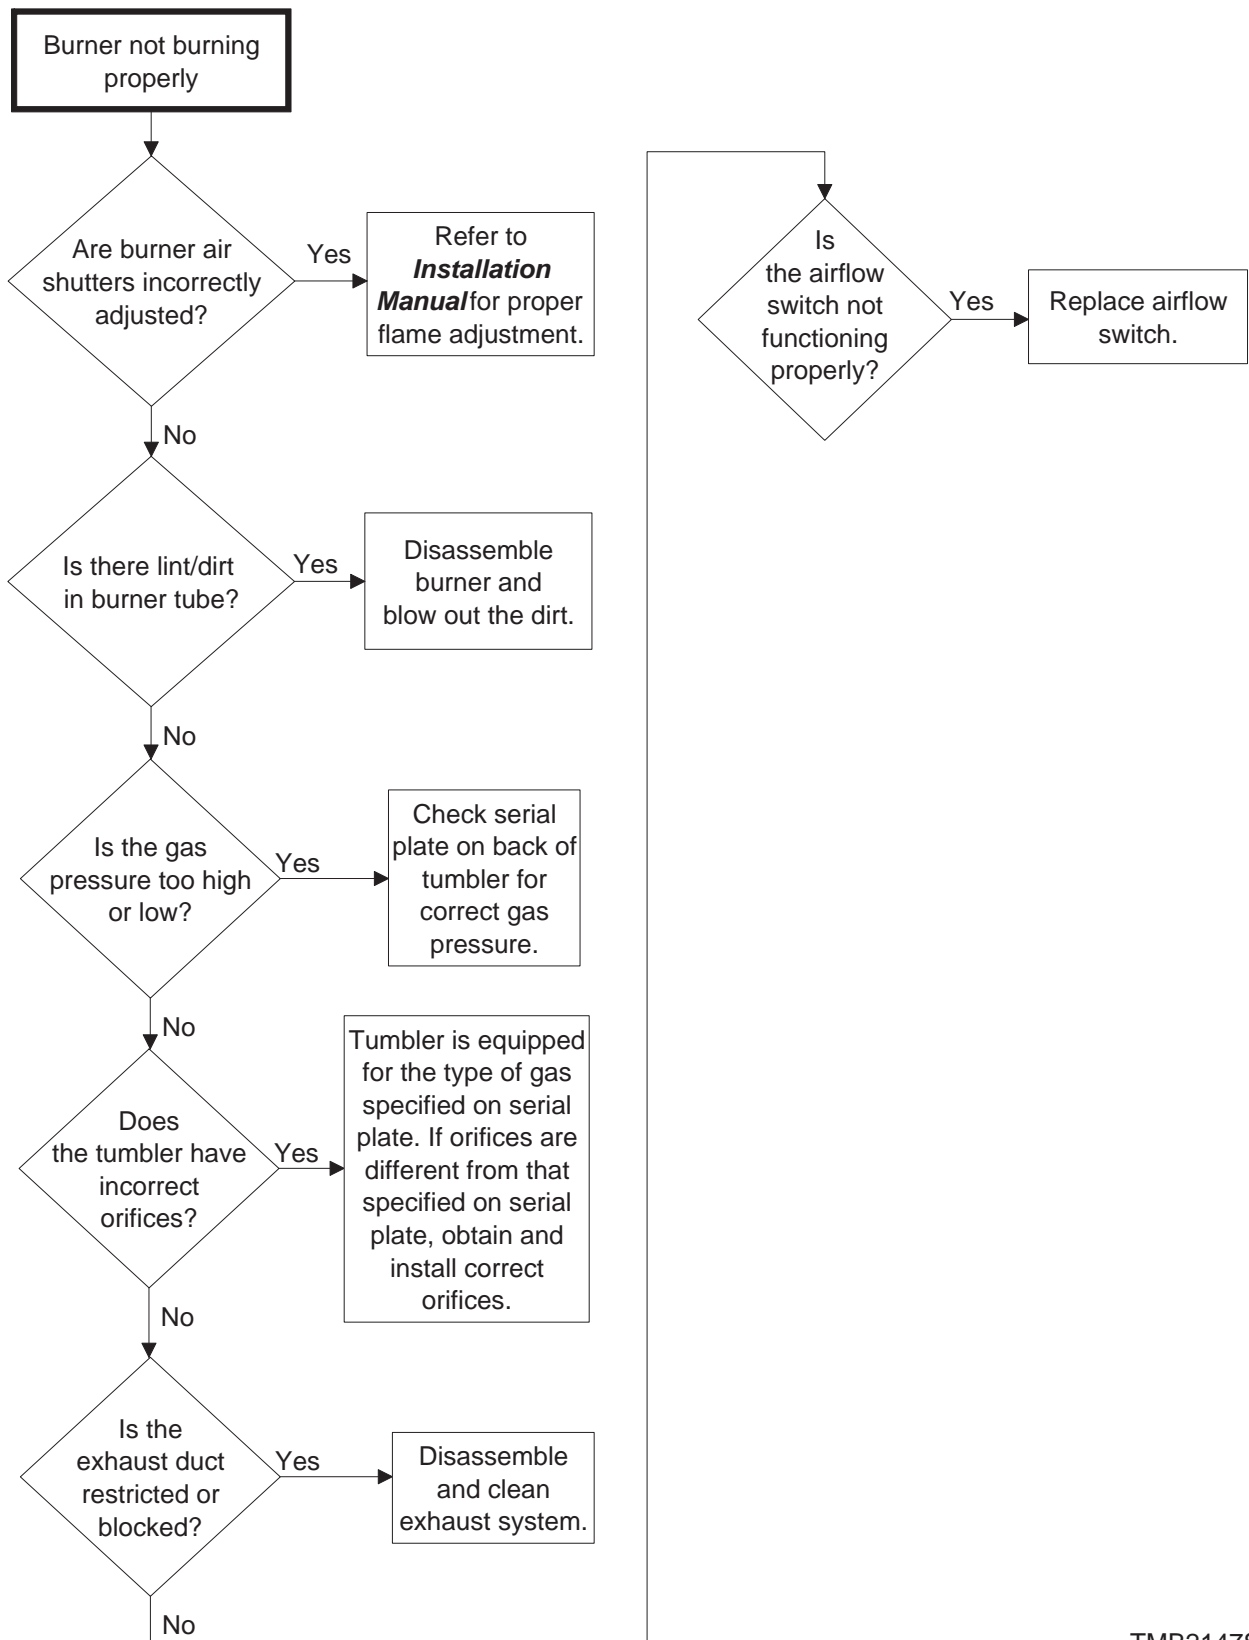 Burner not burning
properly
Are burner air
shutters incorrectly
adjusted?
Yes
Refer to
Installation
Manual for proper
flame adjustment.
No
Is there lint/dirt
in burner tube?
Yes
Disassemble
burner and
blow out the dirt.
No
Is the gas
pressure too high
or low?
Yes
Check serial
plate on back of
tumbler for
correct gas
pressure.
No
Does
the tumbler have
incorrect
orifices?
Yes
Tumbler is equipped
for the type of gas
specified on serial
plate. If orifices are
different from that
specified on serial
plate, obtain and
install correct
orifices.
No
Is the
exhaust duct
restricted or
blocked?
Yes
Disassemble
and clean
exhaust system.
No
Is
the airflow
switch not
functioning
properly?
Yes
Replace airflow
switch.